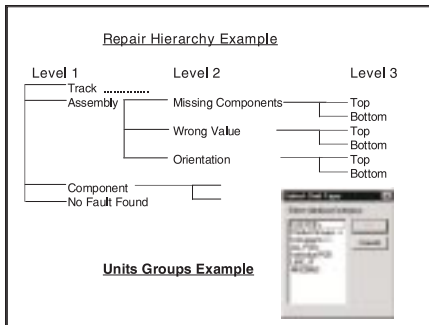 Repair Hierarchy Example
Level 1 Level 2 Level 3
Track ..............
Assembly Missing Components Top
Bottom
Wrong Value Top
Bottom
Orientation Top
Bottom
Component
No Fault Found
Units Groups Example